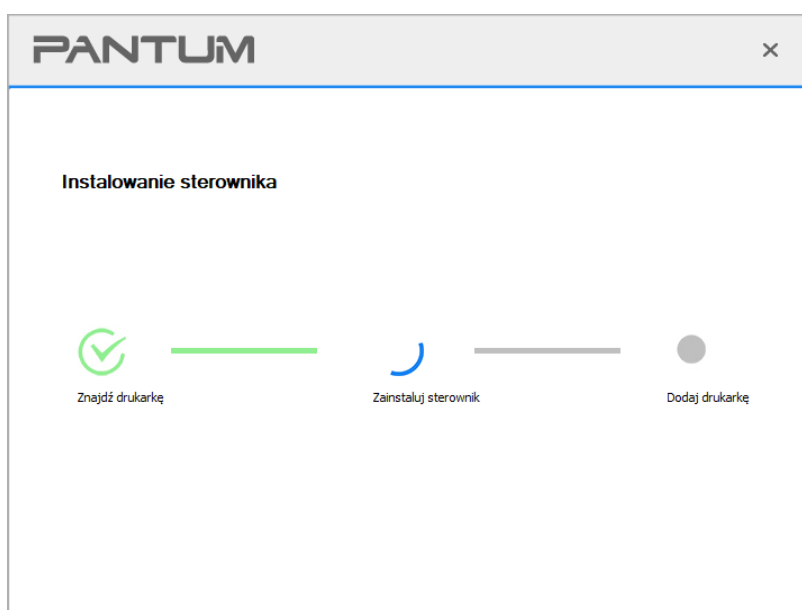 PANTUM
Instalowanie sterownika
Znajdź drukarkę
Zainstaluj sterownik
Dodaj drukarkę